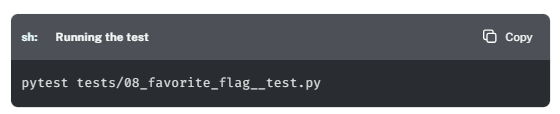 sh: Running the test
Copy
pytest tests/08_favorite_flag__test.py